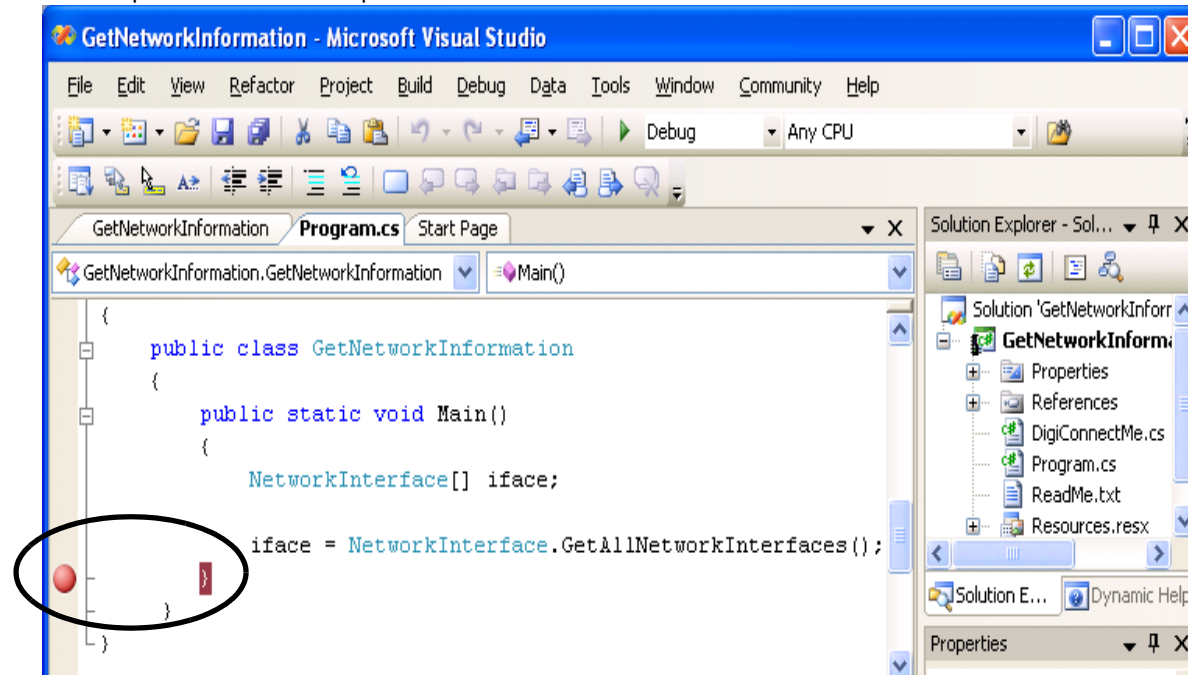 GetNetworkInformation - Microsoft Visual Studio
File Edit View Refactor Project Build Debug Data Tools Window Community Help
Debug Any CPU
GetNetworkInformation Program.cs Start Page
GetNetworkInformation.GetNetworkInformation Main()
{
public class GetNetworkInformation
{
public static void Main()
{
NetworkInterface[] iface;
iface = NetworkInterface.GetAllNetworkInterfaces();
}
}
}
Solution Explorer - Sol...
Solution 'GetNetworkInforr
GetNetworkInforma
Properties
References
DigiConnectMe.cs
Program.cs
ReadMe.txt
Resources.resx
Solution E... Dynamic Help
Properties